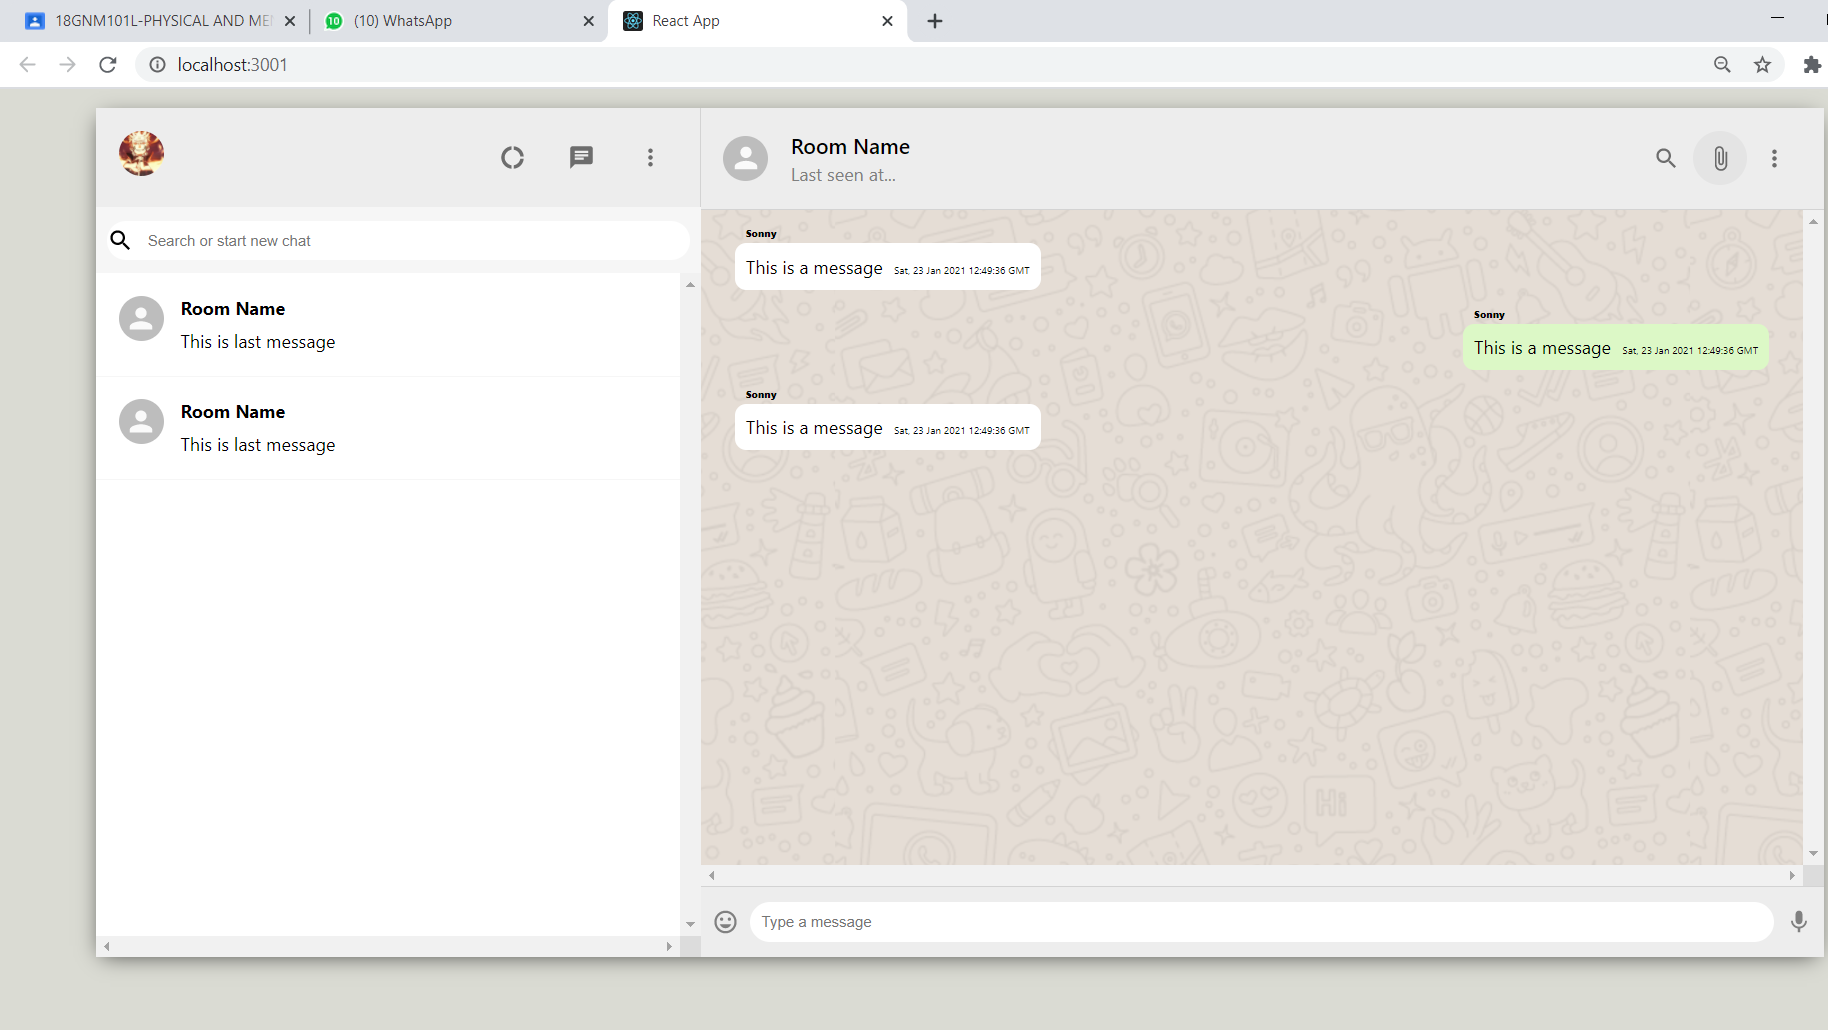 18GNM101L-PHYSICAL AND MEN
10
(10) WhatsApp
React App
localhost:3001
Room Name
Last seen at...
Search or start new chat
Room Name
This is last message
Room Name
This is last message
Sonny
This is a message Sat, 23 Jan 2021 12:49:36 GMT
Sonny
This is a message Sat, 23 Jan 2021 12:49:36 GMT
Sonny
This is a message Sat, 23 Jan 2021 12:49:36 GMT
Hi
Type a message